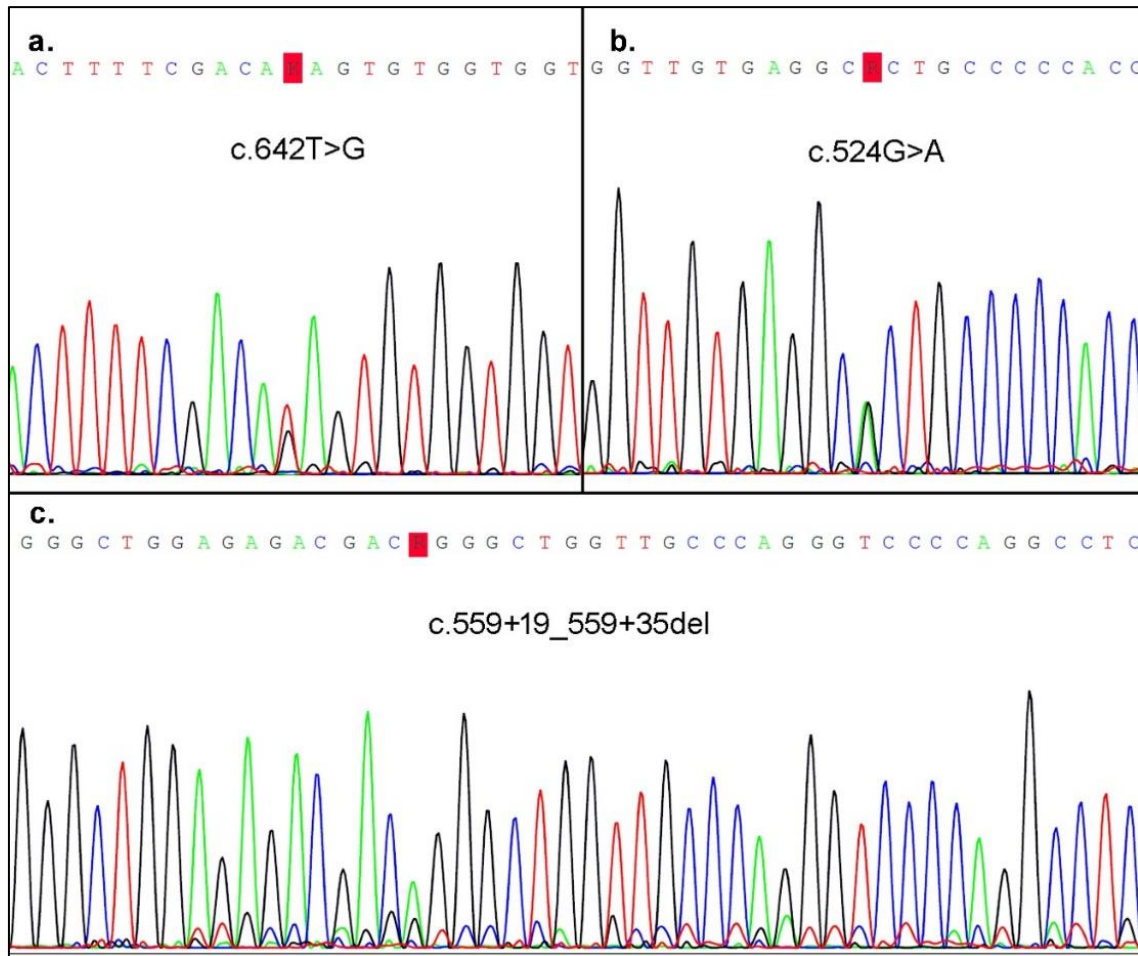 a.
A C T T T T C G A C A K A G T G T G G T G G T
c.642T>G
b.
G G T T G T G A G G C R C T G C C C C C A C C
c.524G>A
c.
G G G C T G G A G A G A C G A C R G G G C T G G T T G C C C A G G G T C C C C A G G C C T C
c.559+19_559+35del